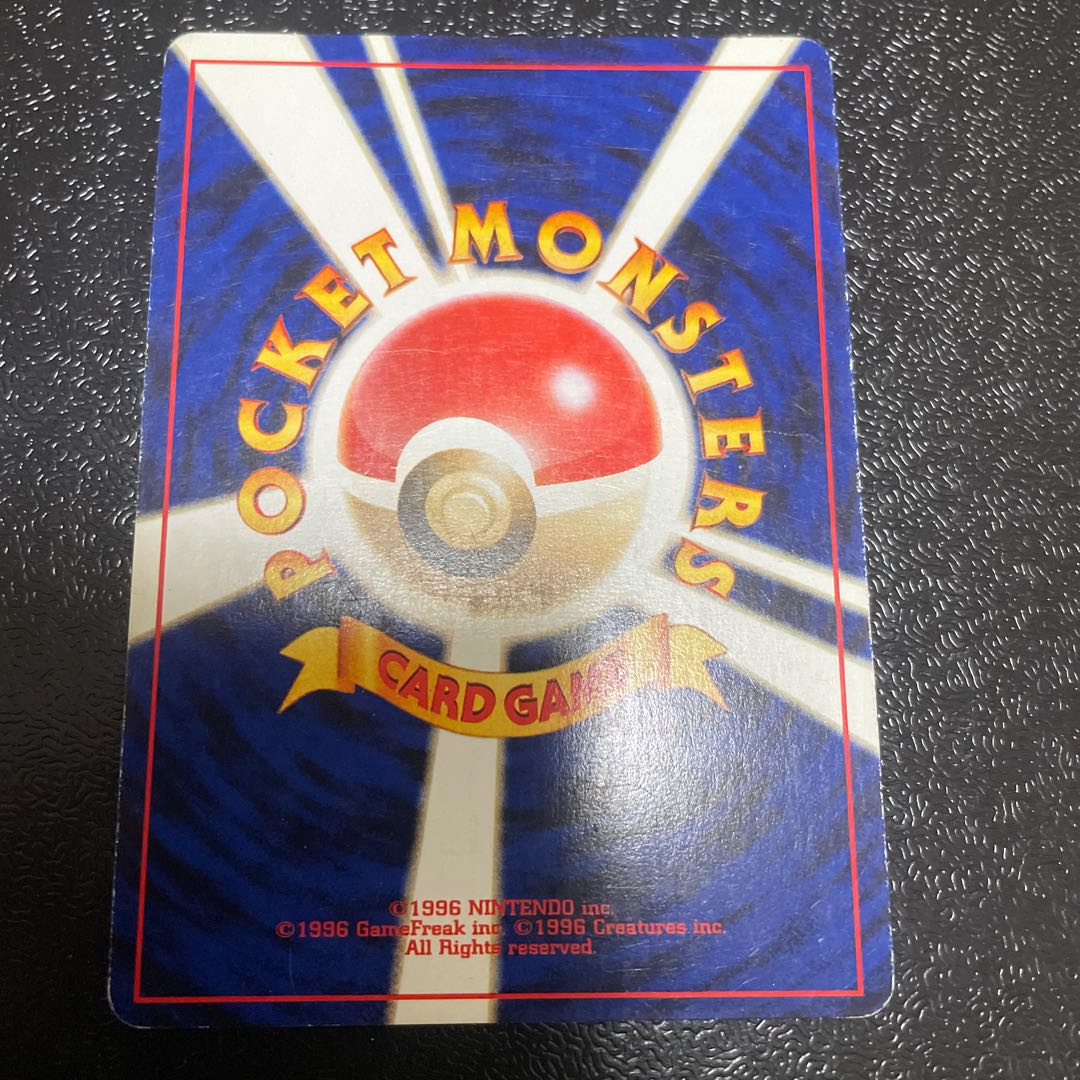 POCKET MONSTERS
CARD GAME
©1996 NINTENDO inc.
©1996 GameFreak inc. ©1996 Creatures inc.
All Rights reserved.